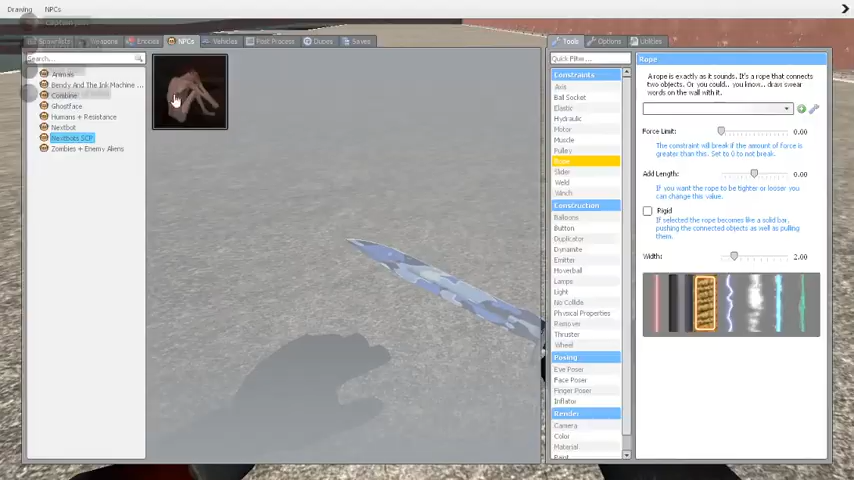 Drawing NPCs
Spawnlists Weapons Entities NPCs Vehicles Post Process Dupes Saves
Search...
Animals
Bendy And The Ink Machine ...
Combine
Ghostface
Humans + Resistance
Nextbot
Nextbots SCP
Zombies + Enemy Aliens
Tools Options Utilities
Quick Filter...
Constraints
Axis
Ball Socket
Elastic
Hydraulic
Motor
Muscle
Pulley
Rope
Slider
Weld
Winch
Construction
Balloons
Button
Duplicator
Dynamite
Emitter
Hoverball
Lamps
Light
No Collide
Physical Properties
Remover
Thruster
Wheel
Posing
Eye Poser
Face Poser
Finger Poser
Inflator
Render
Camera
Color
Material
Paint
Rope
A rope is exactly as it sounds. It's a rope that connects
two objects. Or you could.. you know.. draw swear
words on the wall with it.
Force Limit: 0.00
The constraint will break if the amount of force is
greater than this. Set to 0 to not break.
Add Length: 0.00
If you want the rope to be tighter or looser you
can change this value.
Rigid
If selected the rope becomes like a solid bar,
pushing the connected objects as well as pulling
them.
Width: 2.00